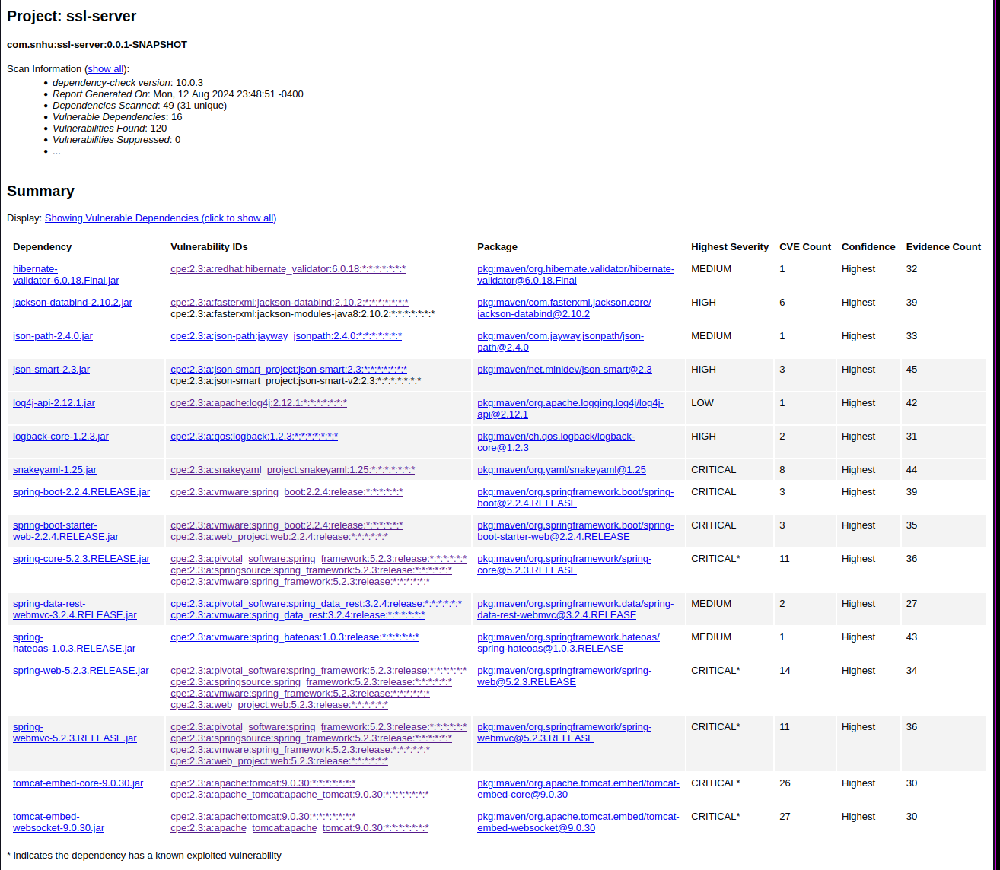 Project: ssl-server
com.snhu:ssl-server:0.0.1-SNAPSHOT
Scan Information (show all):
• dependency-check version: 10.0.3
• Report Generated On: Mon, 12 Aug 2024 23:48:51 -0400
• Dependencies Scanned: 49 (31 unique)
• Vulnerable Dependencies: 16
• Vulnerabilities Found: 120
• Vulnerabilities Suppressed: 0
• ...
Summary
Display: Showing Vulnerable Dependencies (click to show all)
Dependency Vulnerability IDs Package Highest Severity CVE Count Confidence Evidence Count
hibernate- cpe:2.3:a:redhat:hibernate_validator:6.0.18:*:*:*:*:*:*:* pkg:maven/org.hibernate.validator/hibernate- MEDIUM 1 Highest 32
validator-6.0.18.Final.jar validator@6.0.18.Final
jackson-databind-2.10.2.jar cpe:2.3:a:fasterxml:jackson-databind:2.10.2:*:*:*:*:*:*:* pkg:maven/com.fasterxml.jackson.core/ HIGH 6 Highest 39
cpe:2.3:a:fasterxml:jackson-modules-java8:2.10.2:*:*:*:*:*:*:* jackson-databind@2.10.2
json-path-2.4.0.jar cpe:2.3:a:json-path:jayway_jsonpath:2.4.0:*:*:*:*:*:*:* pkg:maven/com.jayway.jsonpath/json- MEDIUM 1 Highest 33
path@2.4.0
json-smart-2.3.jar cpe:2.3:a:json-smart_project:json-smart:2.3:*:*:*:*:*:*:* pkg:maven/net.minidev/json-smart@2.3 HIGH 3 Highest 45
cpe:2.3:a:json-smart_project:json-smart-v2:2.3:*:*:*:*:*:*:*
log4j-api-2.12.1.jar cpe:2.3:a:apache:log4j:2.12.1:*:*:*:*:*:*:* pkg:maven/org.apache.logging.log4j/log4j- LOW 1 Highest 42
api@2.12.1
logback-core-1.2.3.jar cpe:2.3:a:qos:logback:1.2.3:*:*:*:*:*:*:* pkg:maven/ch.qos.logback/logback- HIGH 2 Highest 31
core@1.2.3
snakeyaml-1.25.jar cpe:2.3:a:snakeyaml_project:snakeyaml:1.25:*:*:*:*:*:*:* pkg:maven/org.yaml/snakeyaml@1.25 CRITICAL 8 Highest 44
spring-boot-2.2.4.RELEASE.jar cpe:2.3:a:vmware:spring_boot:2.2.4:release:*:*:*:*:*:* pkg:maven/org.springframework.boot/spring- CRITICAL 3 Highest 39
boot@2.2.4.RELEASE
spring-boot-starter- cpe:2.3:a:vmware:spring_boot:2.2.4:release:*:*:*:*:*:* pkg:maven/org.springframework.boot/spring- CRITICAL 3 Highest 35
web-2.2.4.RELEASE.jar cpe:2.3:a:web_project:web:2.2.4:release:*:*:*:*:*:* boot-starter-web@2.2.4.RELEASE
spring-core-5.2.3.RELEASE.jar cpe:2.3:a:pivotal_software:spring_framework:5.2.3:release:*:*:*:*:*:* pkg:maven/org.springframework/spring- CRITICAL* 11 Highest 36
cpe:2.3:a:springsource:spring_framework:5.2.3:release:*:*:*:*:*:* core@5.2.3.RELEASE
cpe:2.3:a:vmware:spring_framework:5.2.3:release:*:*:*:*:*:*
spring-data-rest- cpe:2.3:a:pivotal_software:spring_data_rest:3.2.4:release:*:*:*:*:*:* pkg:maven/org.springframework.data/spring- MEDIUM 2 Highest 27
webmvc-3.2.4.RELEASE.jar cpe:2.3:a:vmware:spring_data_rest:3.2.4:release:*:*:*:*:*:* data-rest-webmvc@3.2.4.RELEASE
spring- cpe:2.3:a:vmware:spring_hateoas:1.0.3:release:*:*:*:*:*:* pkg:maven/org.springframework.hateoas/ MEDIUM 1 Highest 43
hateoas-1.0.3.RELEASE.jar spring-hateoas@1.0.3.RELEASE
spring-web-5.2.3.RELEASE.jar cpe:2.3:a:pivotal_software:spring_framework:5.2.3:release:*:*:*:*:*:* pkg:maven/org.springframework/spring- CRITICAL* 14 Highest 34
cpe:2.3:a:springsource:spring_framework:5.2.3:release:*:*:*:*:*:* web@5.2.3.RELEASE
cpe:2.3:a:vmware:spring_framework:5.2.3:release:*:*:*:*:*:*
cpe:2.3:a:web_project:web:5.2.3:release:*:*:*:*:*:*
spring- cpe:2.3:a:pivotal_software:spring_framework:5.2.3:release:*:*:*:*:*:* pkg:maven/org.springframework/spring- CRITICAL* 11 Highest 36
webmvc-5.2.3.RELEASE.jar cpe:2.3:a:springsource:spring_framework:5.2.3:release:*:*:*:*:*:* webmvc@5.2.3.RELEASE
cpe:2.3:a:vmware:spring_framework:5.2.3:release:*:*:*:*:*:*
cpe:2.3:a:web_project:web:5.2.3:release:*:*:*:*:*:*
tomcat-embed-core-9.0.30.jar cpe:2.3:a:apache:tomcat:9.0.30:*:*:*:*:*:*:* pkg:maven/org.apache.tomcat.embed/tomcat- CRITICAL* 26 Highest 30
cpe:2.3:a:apache_tomcat:apache_tomcat:9.0.30:*:*:*:*:*:*:* embed-core@9.0.30
tomcat-embed- cpe:2.3:a:apache:tomcat:9.0.30:*:*:*:*:*:*:* pkg:maven/org.apache.tomcat.embed/tomcat- CRITICAL* 27 Highest 30
websocket-9.0.30.jar cpe:2.3:a:apache_tomcat:apache_tomcat:9.0.30:*:*:*:*:*:*:* embed-websocket@9.0.30
* indicates the dependency has a known exploited vulnerability